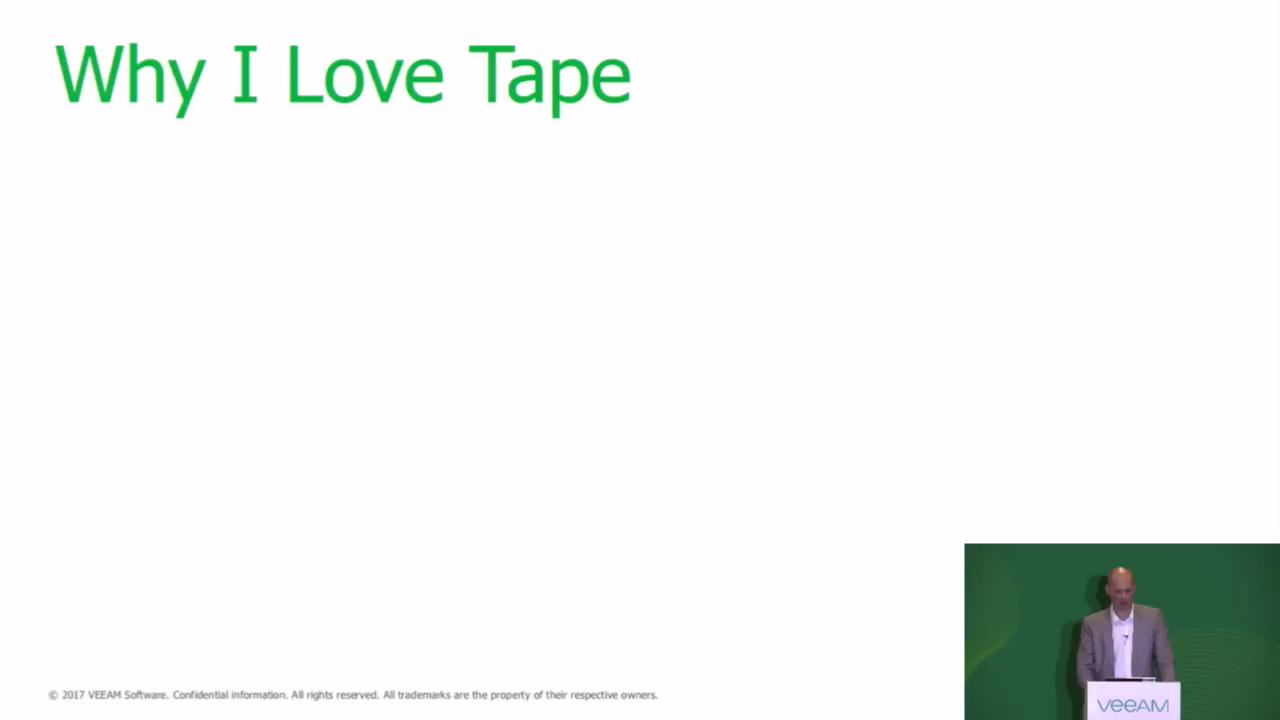 Why I Love Tape
© 2017 VEEAM Software. Confidential information. All rights reserved. All trademarks are the property of their respective owners.
veeAM